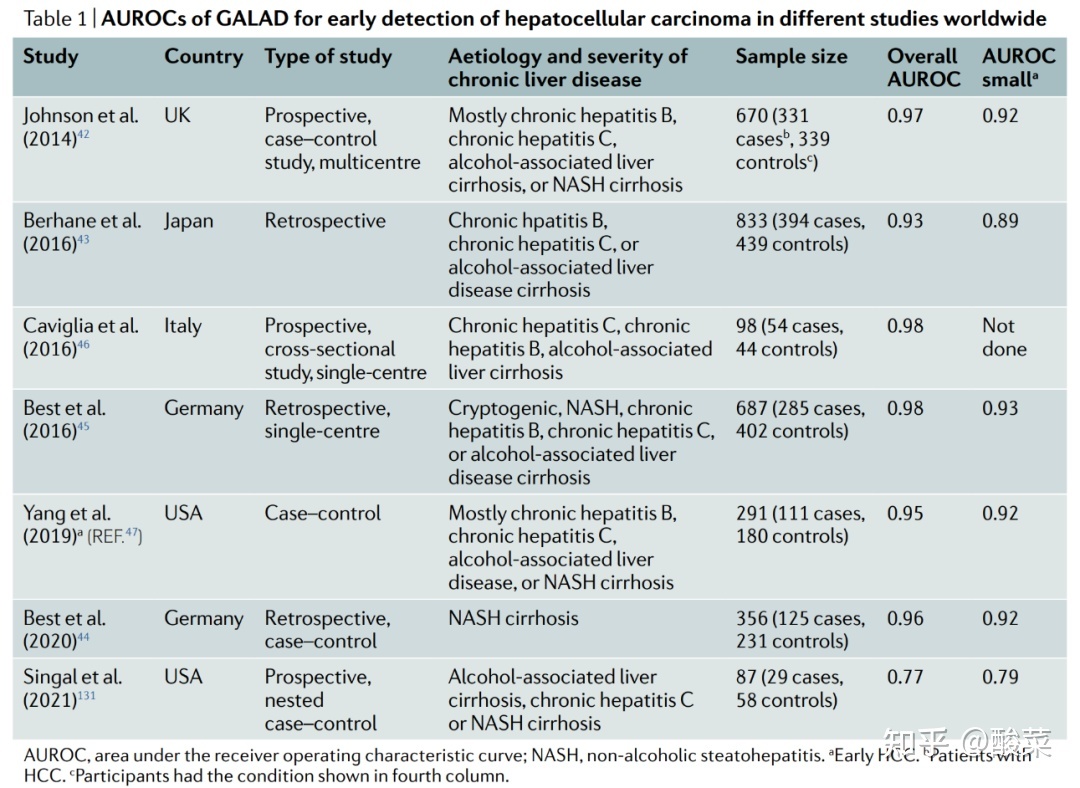 Table 1 | AUROCs of GALAD for early detection of hepatocellular carcinoma in different studies worldwide
Study Country Type of study Aetiology and severity of chronic liver disease Sample size Overall AUROC AUROC smallᵃ
Johnson et al. UK Prospective, Mostly chronic hepatitis B, 670 (331 0.97 0.92
(2014)⁴² case–control chronic hepatitis C, casesᵇ, 339
study, multicentre alcohol-associated liver controlsᶜ)
cirrhosis, or NASH cirrhosis
Berhane et al. Japan Retrospective Chronic hpatitis B, 833 (394 cases, 0.93 0.89
(2016)⁴³ chronic hepatitis C, or 439 controls)
alcohol-associated liver
disease cirrhosis
Caviglia et al. Italy Prospective, Chronic hepatitis C, chronic 98 (54 cases, 0.98 Not
(2016)⁴⁶ cross-sectional hepatitis B, alcohol-associated 44 controls) done
study, single-centre liver cirrhosis
Best et al. Germany Retrospective, Cryptogenic, NASH, chronic 687 (285 cases, 0.98 0.93
(2016)⁴⁵ single-centre hepatitis B, chronic hepatitis C, 402 controls)
or alcohol-associated liver
disease cirrhosis
Yang et al. USA Case–control Mostly chronic hepatitis B, 291 (111 cases, 0.95 0.92
(2019)ᵃ (REF.⁴⁷) chronic hepatitis C, 180 controls)
alcohol-associated liver
disease, or NASH cirrhosis
Best et al. Germany Retrospective, NASH cirrhosis 356 (125 cases, 0.96 0.92
(2020)⁴⁴ case–control 231 controls)
Singal et al. USA Prospective, Alcohol-associated liver 87 (29 cases, 0.77 0.79
(2021)¹³¹ nested cirrhosis, chronic hepatitis C 58 controls)
case–control or NASH cirrhosis
AUROC, area under the receiver operating characteristic curve; NASH, non-alcoholic steatohepatitis. ᵃEarly HCC. ᵇPatients with
HCC. ᶜParticipants had the condition shown in fourth column.
知乎 @酸菜